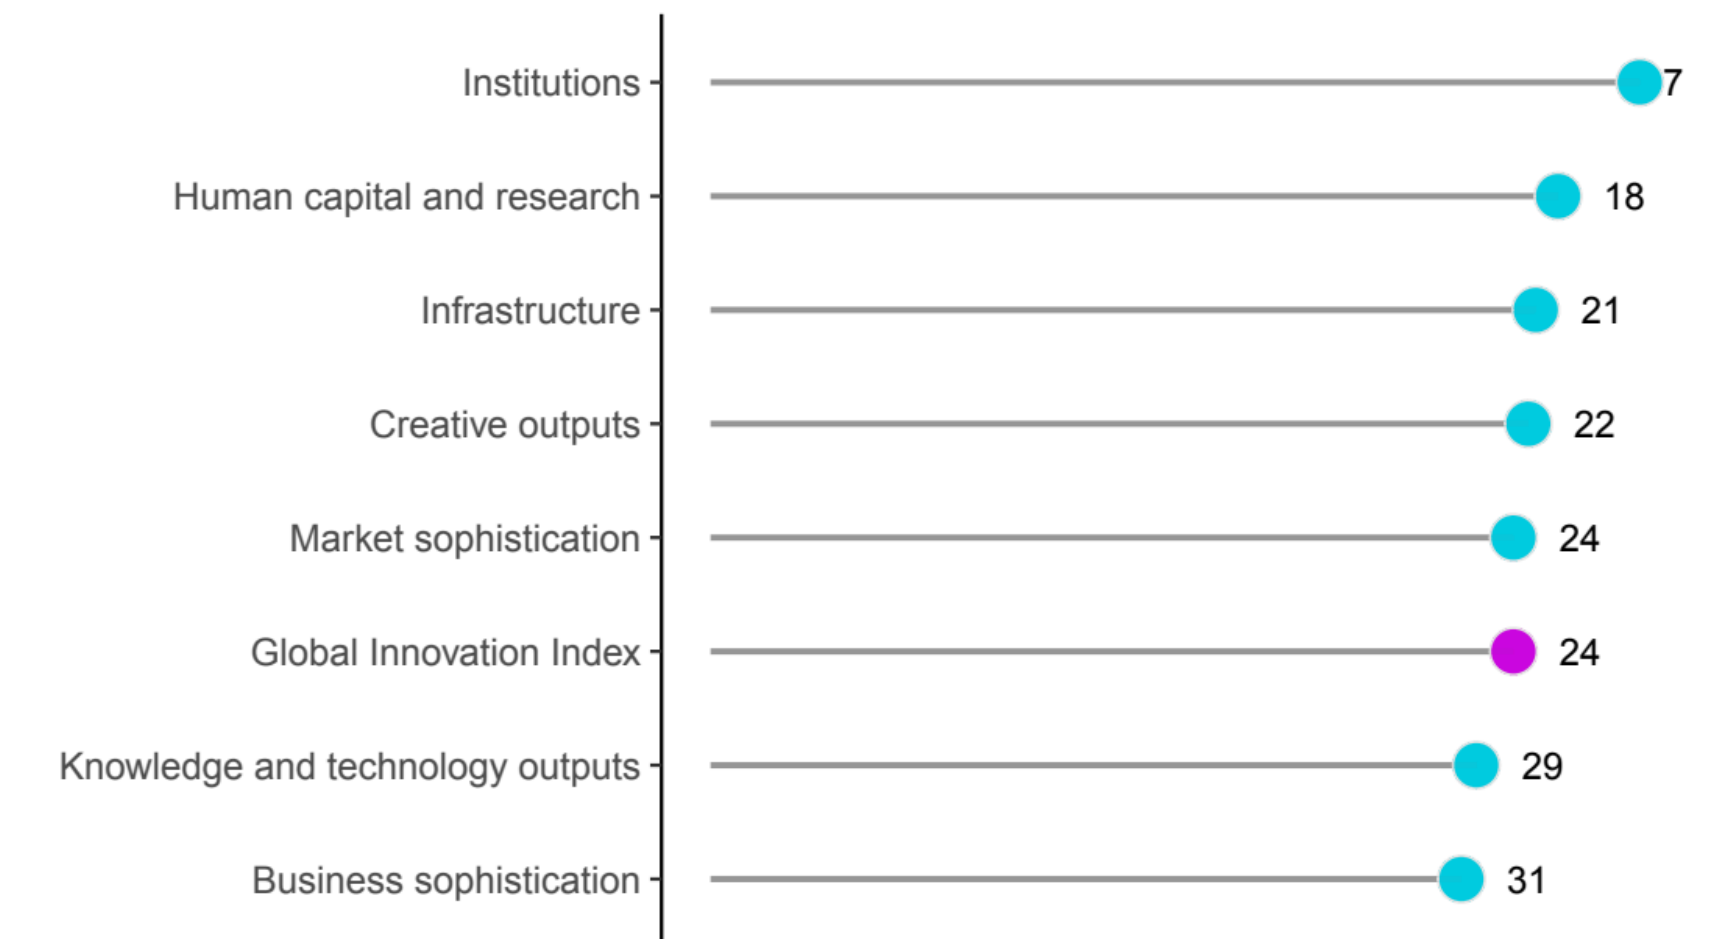 Institutions 7
Human capital and research 18
Infrastructure 21
Creative outputs 22
Market sophistication 24
Global Innovation Index 24
Knowledge and technology outputs 29
Business sophistication 31